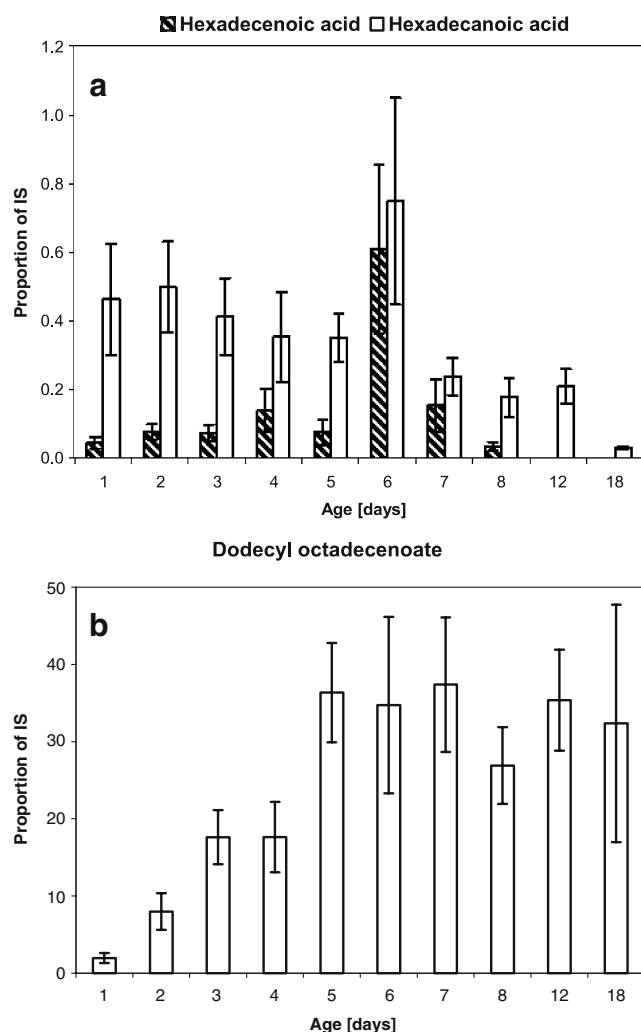 Hexadecenoic acid Hexadecanoic acid
1.2
a
1.0
0.8
0.6
0.4
0.2
0.0
Proportion of IS
1 2 3 4 5 6 7 8 12 18
Age [days]
Dodecyl octadecenoate
50
b
40
30
20
10
0
Proportion of IS
1 2 3 4 5 6 7 8 12 18
Age [days]